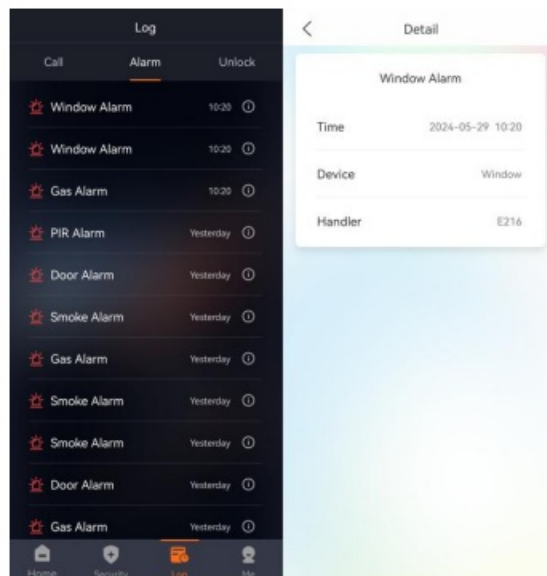 Log
Call Alarm Unlock
Window Alarm 10:20
Window Alarm 10:20
Gas Alarm 10:20
PIR Alarm Yesterday
Door Alarm Yesterday
Smoke Alarm Yesterday
Gas Alarm Yesterday
Smoke Alarm Yesterday
Smoke Alarm Yesterday
Door Alarm Yesterday
Gas Alarm Yesterday
Home Security Log Me
Detail
Window Alarm
Time 2024-05-29 10:20
Device Window
Handler E216